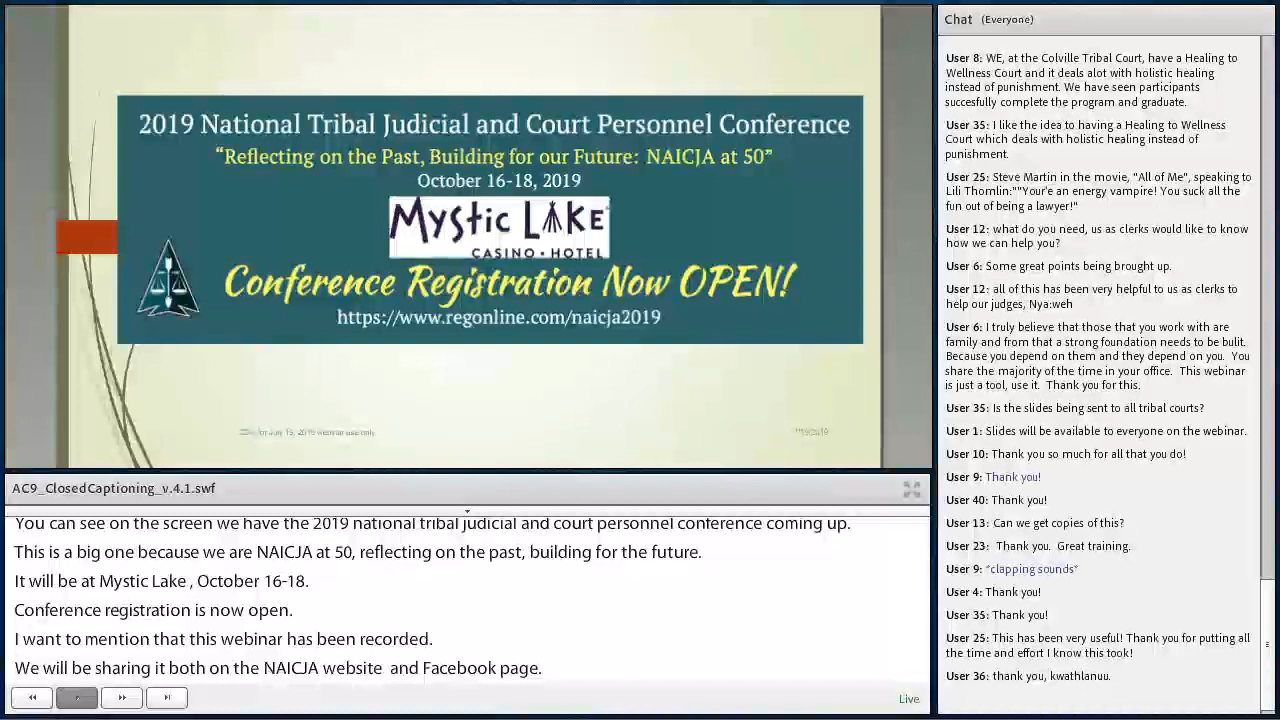 2019 National Tribal Judicial and Court Personnel Conference
“Reflecting on the Past, Building for our Future: NAICJA at 50”
October 16-18, 2019
MYSTIC LAKE
CASINO • HOTEL
Conference Registration Now OPEN!
https://www.regonline.com/naicja2019
for July 19, 2019 webinar use only
AC9_ClosedCaptioning_v.4.1.swf
You can see on the screen we have the 2019 national tribal judicial and court personnel conference coming up.
This is a big one because we are NAICJA at 50, reflecting on the past, building for the future.
It will be at Mystic Lake , October 16-18.
Conference registration is now open.
I want to mention that this webinar has been recorded.
We will be sharing it both on the NAICJA website  and Facebook page.
Live
Chat (Everyone)
User 8: WE, at the Colville Tribal Court, have a Healing to
Wellness Court and it deals alot with holistic healing
instead of punishment. We have seen participants
succesfully complete the program and graduate.
User 35: I like the idea to having a Healing to Wellness
Court which deals with holistic healing instead of
punishment.
User 25: Steve Martin in the movie, "All of Me", speaking to
Lili Thomlin:""Your'e an energy vampire! You suck all the
fun out of being a lawyer!"
User 12: what do you need, us as clerks would like to know
how we can help you?
User 6: Some great points being brought up.
User 12: all of this has been very helpful to us as clerks to
help our judges, Nya:weh
User 6: I truly believe that those that you work with are
family and from that a strong foundation needs to be bulit.
Because you depend on them and they depend on you.  You
share the majority of the time in your office.  This webinar
is just a tool, use it.  Thank you for this.
User 35: Is the slides being sent to all tribal courts?
User 1: Slides will be available to everyone on the webinar.
User 10: Thank you so much for all that you do!
User 9: Thank you!
User 40: Thank you!
User 13: Can we get copies of this?
User 23:  Thank you.  Great training.
User 9: *clapping sounds*
User 4: Thank you!
User 35: Thank you!
User 25: This has been very useful! Thank you for putting all
the time and effort I know this took!
User 36: thank you, kwathlanuu.